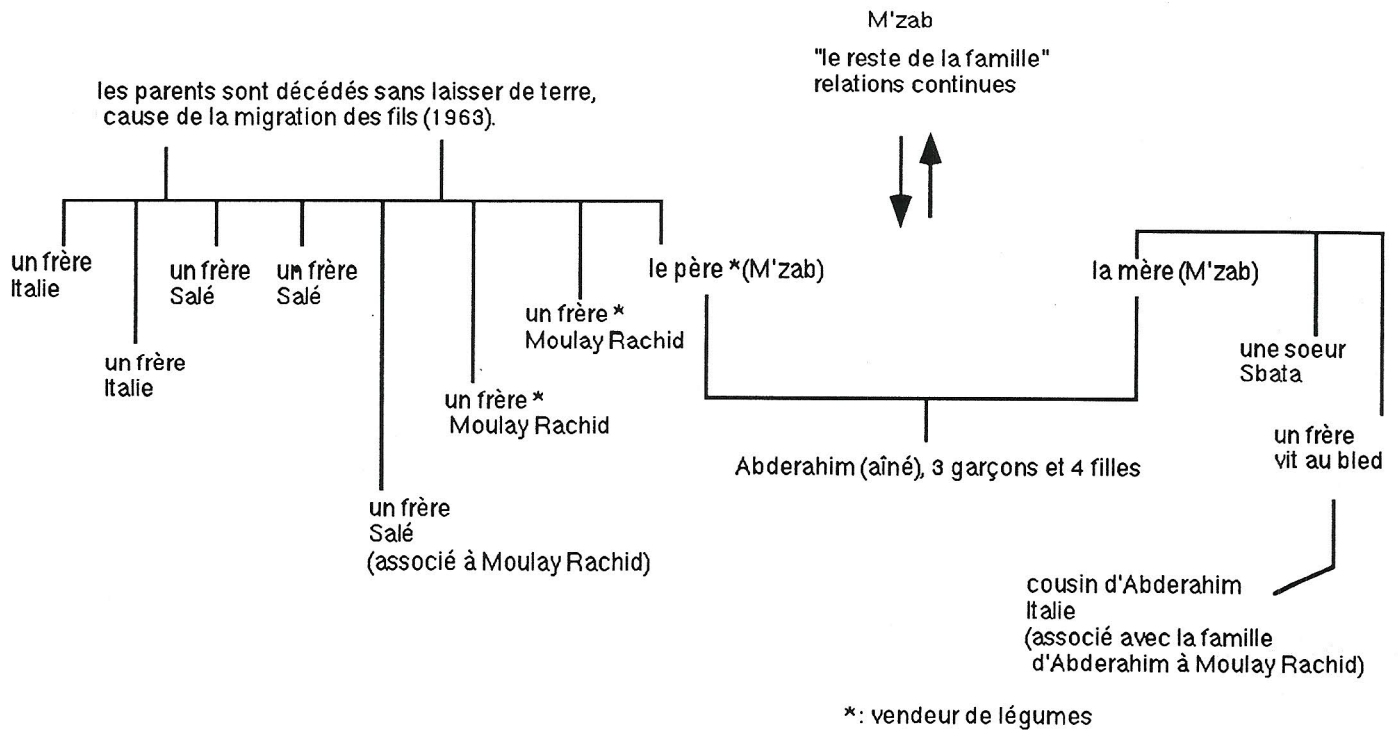 M'zab
"le reste de la famille"
relations continues
les parents sont décédés sans laisser de terre,
cause de la migration des fils (1963).
un frère
Italie
un frère
Italie
un frère
Salé
un frère
Salé
un frère
Salé
(associé à Moulay Rachid)
un frère *
Moulay Rachid
un frère *
Moulay Rachid
le père *(M'zab)
la mère (M'zab)
une soeur
Sbata
un frère
vit au bled
Abderahim (aîné), 3 garçons et 4 filles
cousin d'Abderahim
Italie
(associé avec la famille
d'Abderahim à Moulay Rachid)
*: vendeur de légumes